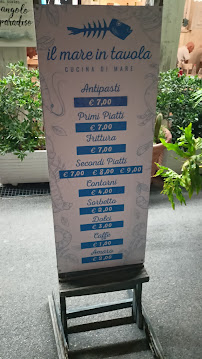 angolo
paradiso
il mare in tavola
CUCINA DI MARE
Antipasti
€ 7,00
Primi Piatti
€ 7,00
Frittura
€ 7,00
Secondi Piatti
€ 7,00 € 8,00 € 9,00
Contorni
€ 4,00
Sorbetto
€ 2,00
Dolci
€ 3,00
Caffè
€ 1,00
Amaro